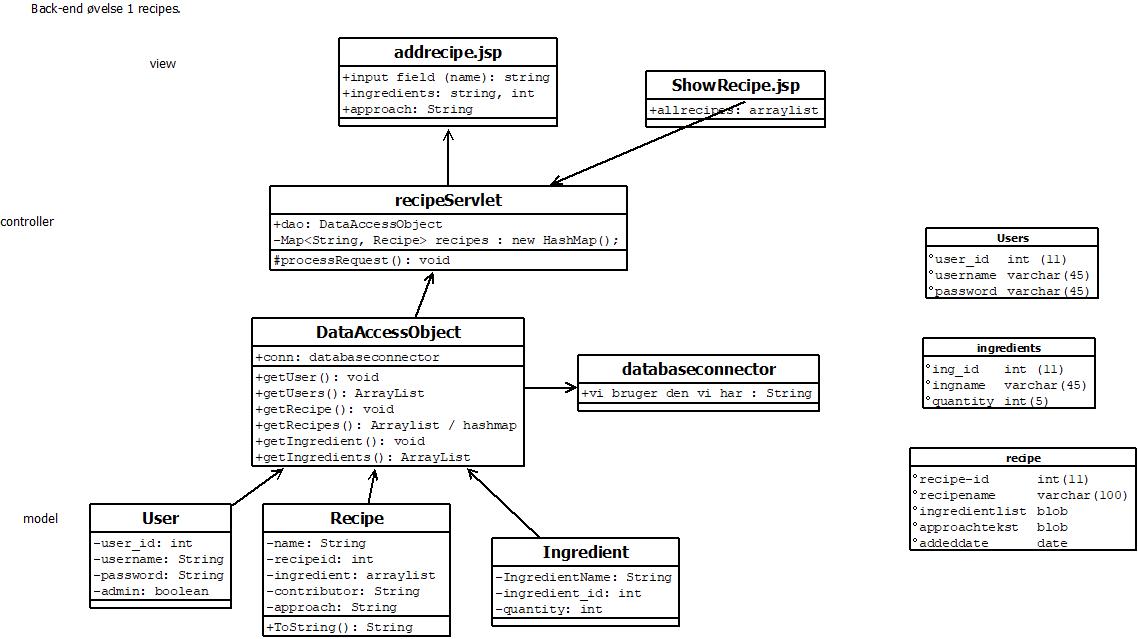 Back-end øvelse 1 recipes.
view
addrecipe.jsp
+input field (name): string
+ingredients: string, int
+approach: String
ShowRecipe.jsp
+allrecipes: arraylist
controller
recipeServlet
+dao: DataAccessObject
-Map<String, Recipe> recipes : new HashMap();
#processRequest(): void
Users
user_id int (11)
username varchar(45)
password varchar(45)
DataAccessObject
+conn: databaseconnector
+getUser(): void
+getUsers(): ArrayList
+getRecipe(): void
+getRecipes(): Arraylist / hashmap
+getIngredient(): void
+getIngredients(): ArrayList
databaseconnector
+vi bruger den vi har : String
ingredients
ing_id int (11)
ingname varchar(45)
quantity int(5)
recipe
recipe-id int(11)
recipename varchar(100)
ingredientlist blob
approachtekst blob
addeddate date
model
User
-user_id: int
-username: String
-password: String
-admin: boolean
Recipe
-name: String
-recipeid: int
-ingredient: arraylist
-contributor: String
-approach: String
+ToString(): String
Ingredient
-IngredientName: String
-ingredient_id: int
-quantity: int